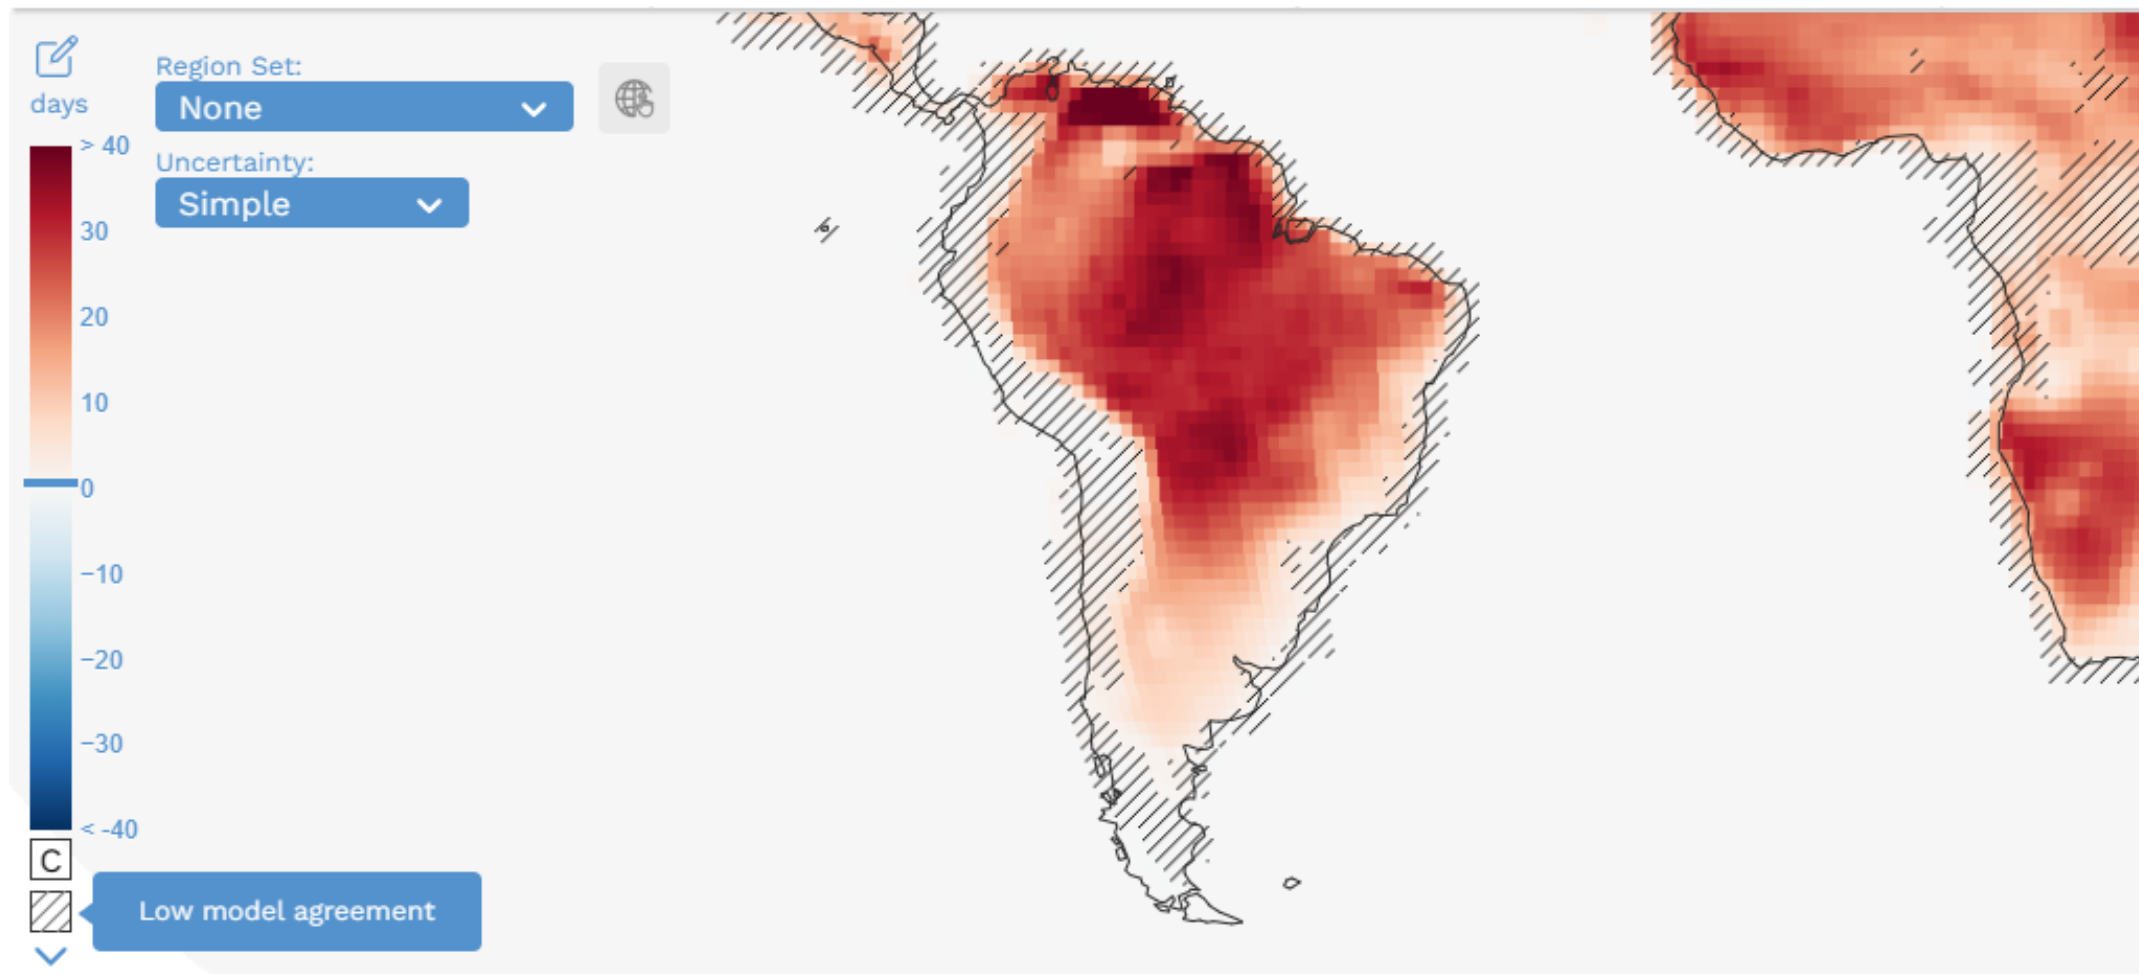 days
Region Set:
None
Uncertainty:
Simple
> 40
30
20
10
0
−10
−20
−30
< -40
C
Low model agreement